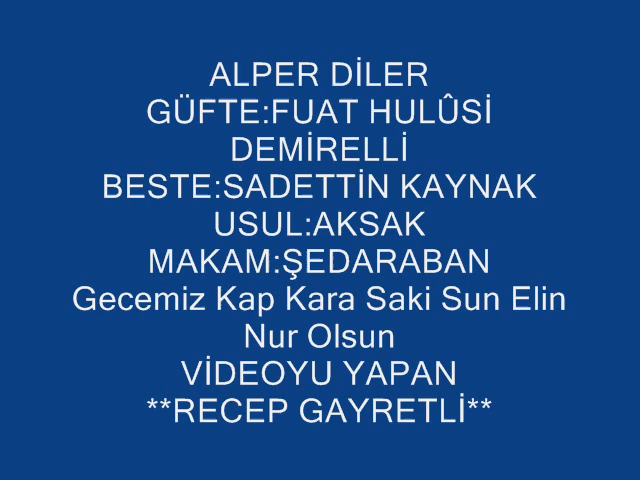 ALPER DİLER
GÜFTE:FUAT HULÛSİ
DEMİRELLİ
BESTE:SADETTİN KAYNAK
USUL:AKSAK
MAKAM:ŞEDARABAN
Gecemiz Kap Kara Saki Sun Elin
Nur Olsun
VİDEOYU YAPAN
**RECEP GAYRETLİ**